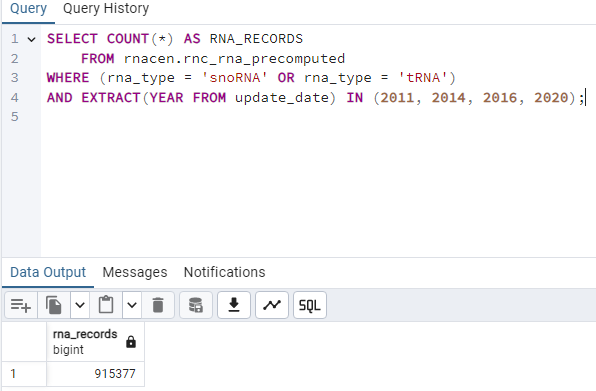 Query Query History
1 SELECT COUNT(*) AS RNA_RECORDS
2 FROM rnacen.rnc_rna_precomputed
3 WHERE (rna_type = 'snoRNA' OR rna_type = 'tRNA')
4 AND EXTRACT(YEAR FROM update_date) IN (2011, 2014, 2016, 2020);
5
Data Output Messages Notifications
SQL
rna_records
bigint
1 915377